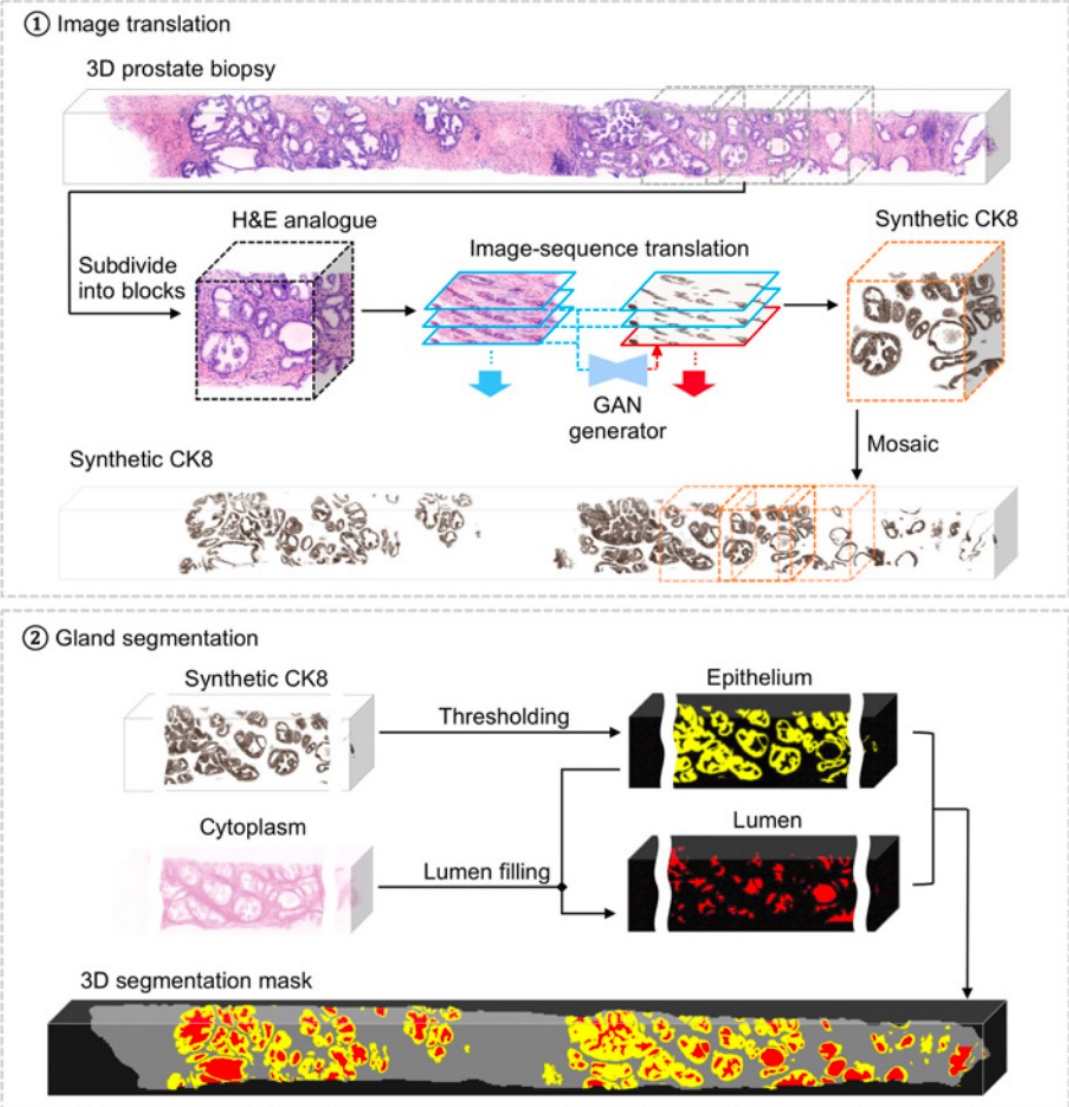 ① Image translation
3D prostate biopsy
H&E analogue
Synthetic CK8
Image-sequence translation
Subdivide
into blocks
GAN
generator
Mosaic
Synthetic CK8
② Gland segmentation
Synthetic CK8
Epithelium
Thresholding
Cytoplasm
Lumen
Lumen filling
3D segmentation mask